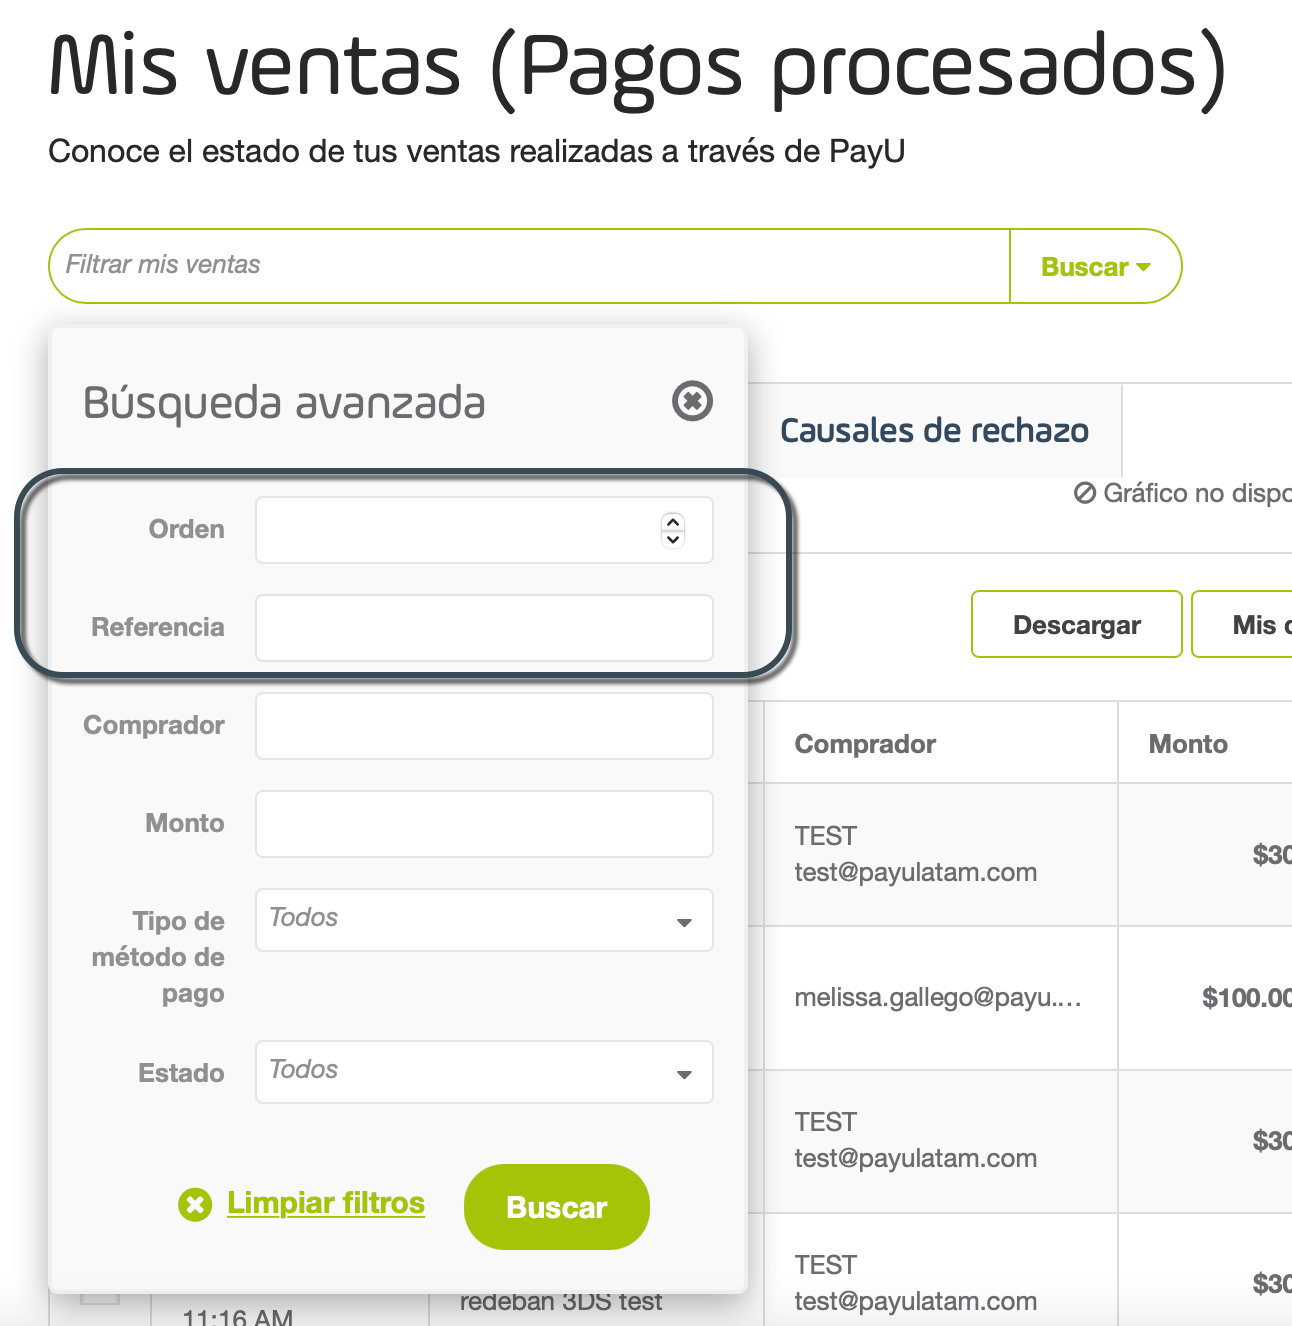 Mis ventas (Pagos procesados)
Conoce el estado de tus ventas realizadas a través de PayU
Filtrar mis ventas
Buscar
Búsqueda avanzada
Orden
Referencia
Comprador
Monto
Tipo de
método de
pago
Todos
Estado
Todos
Limpiar filtros
Buscar
Causales de rechazo
Gráfico no dispo
Descargar
Mis
Comprador
Monto
TEST
test@payulatam.com
$30
melissa.gallego@payu....
$100.00
TEST
test@payulatam.com
$30
TEST
test@payulatam.com
$30
11:16 AM
redeban 3DS test